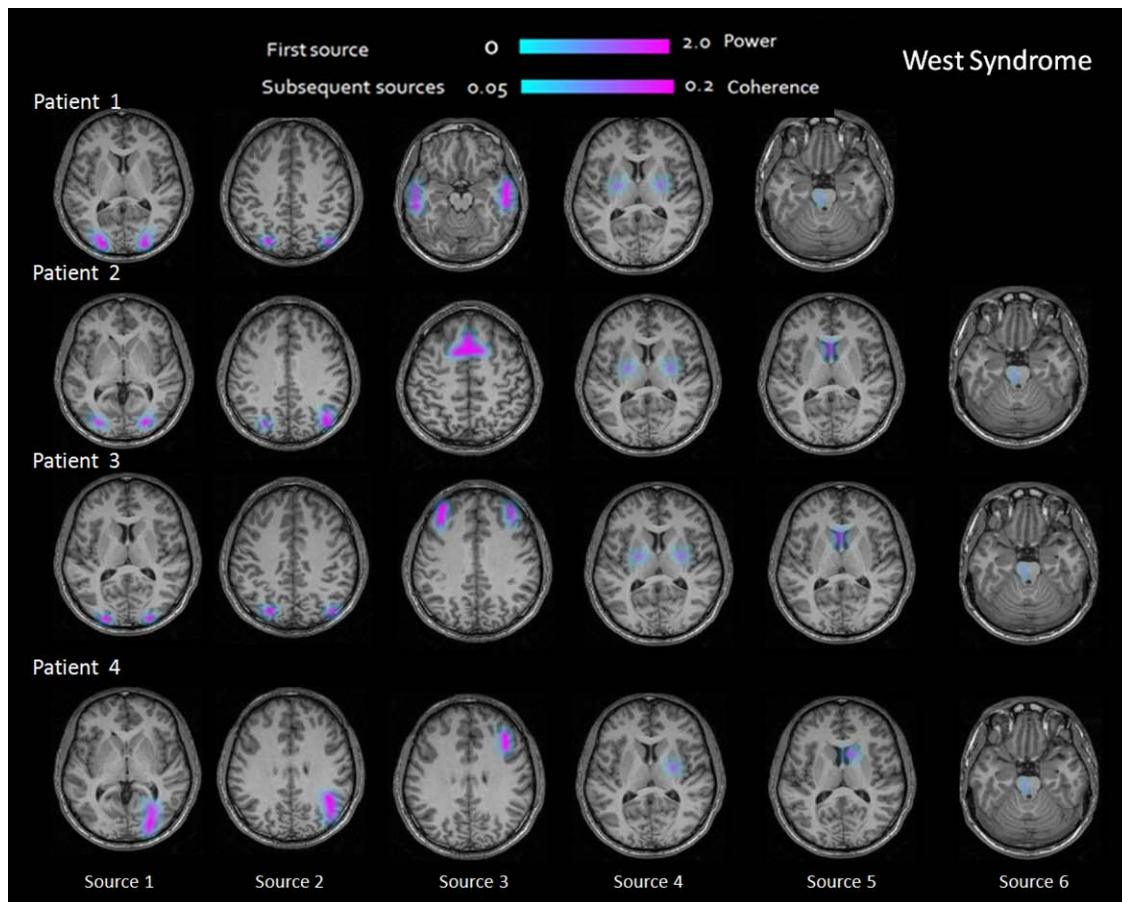 First source 0 2.0 Power
West Syndrome
Subsequent sources 0.05 0.2 Coherence
Patient 1
Patient 2
Patient 3
Patient 4
Source 1 Source 2 Source 3 Source 4 Source 5 Source 6